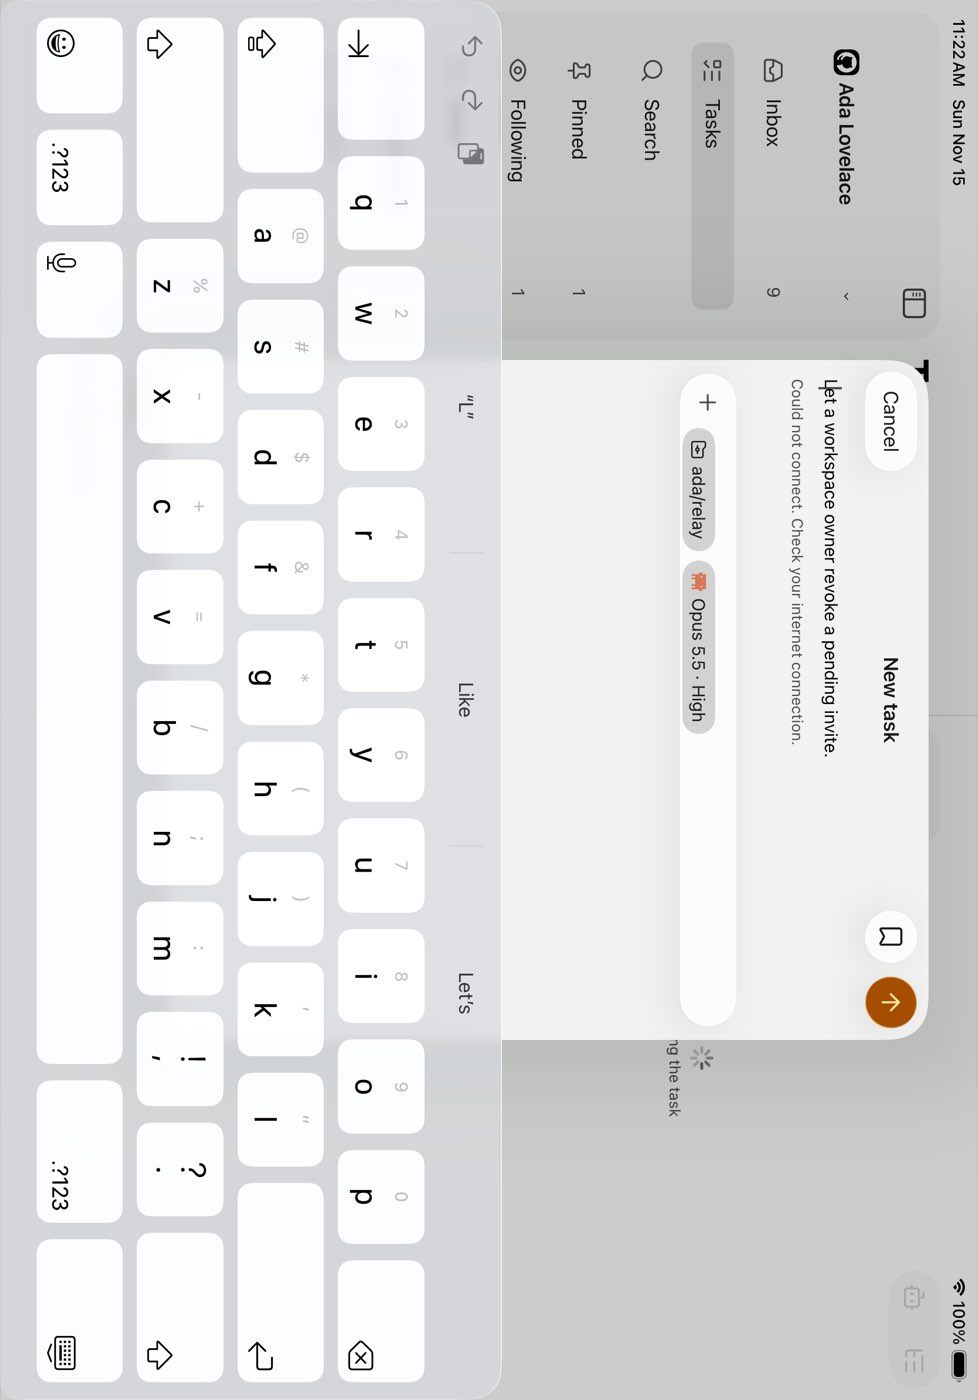 11:22 AM Sun Nov 15
100%
Cancel
New task
Ada Lovelace
Let a workspace owner revoke a pending invite.
Could not connect. Check your internet connection.
Inbox 9
Tasks
ada/relay
Opus 5.5 · High
ng the task
Search
Pinned 1
Following 1
“L” Like Let’s
1 2 3 4 5 6 7 8 9 0
q w e r t y u i o p
@ # $ & * ( ) ' "
a s d f g h j k l
% - + = / ; : ! ?
z x c v b n m , .
.?123 .?123